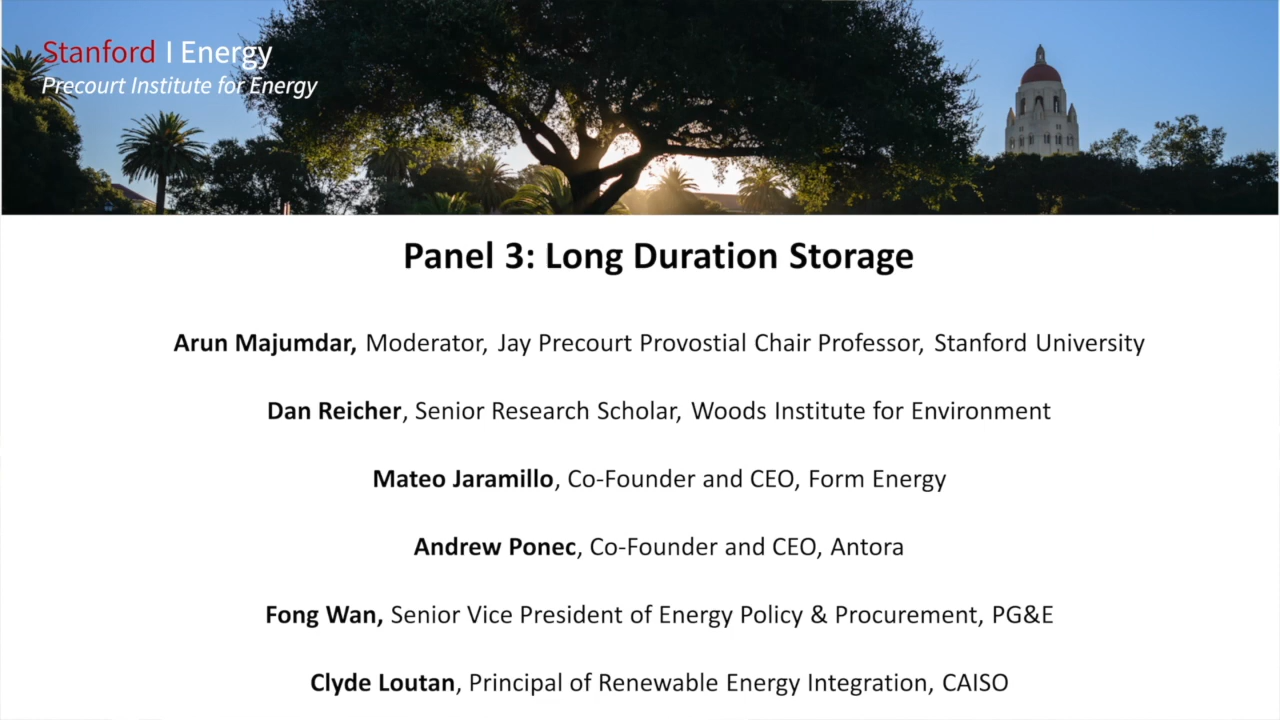 Stanford | Energy
Precourt Institute for Energy
Panel 3: Long Duration Storage
Arun Majumdar, Moderator, Jay Precourt Provostial Chair Professor, Stanford University
Dan Reicher, Senior Research Scholar, Woods Institute for Environment
Mateo Jaramillo, Co-Founder and CEO, Form Energy
Andrew Ponec, Co-Founder and CEO, Antora
Fong Wan, Senior Vice President of Energy Policy & Procurement, PG&E
Clyde Loutan, Principal of Renewable Energy Integration, CAISO